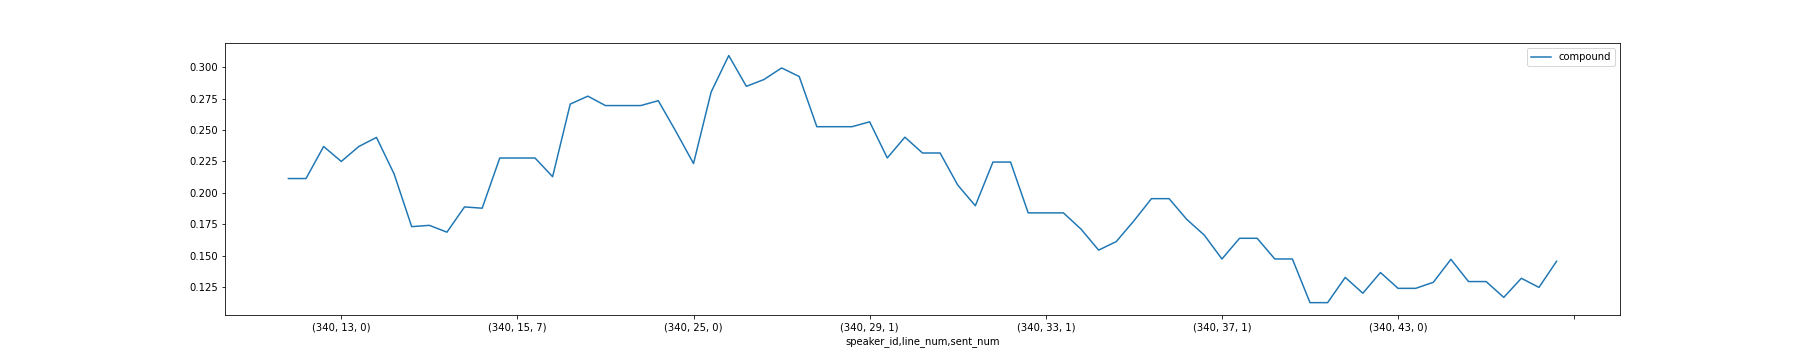 compound
0.300
0.275
0.250
0.225
0.200
0.175
0.150
0.125
(340, 13, 0) (340, 15, 7) (340, 25, 0) (340, 29, 1) (340, 33, 1) (340, 37, 1) (340, 43, 0)
speaker_id,line_num,sent_num